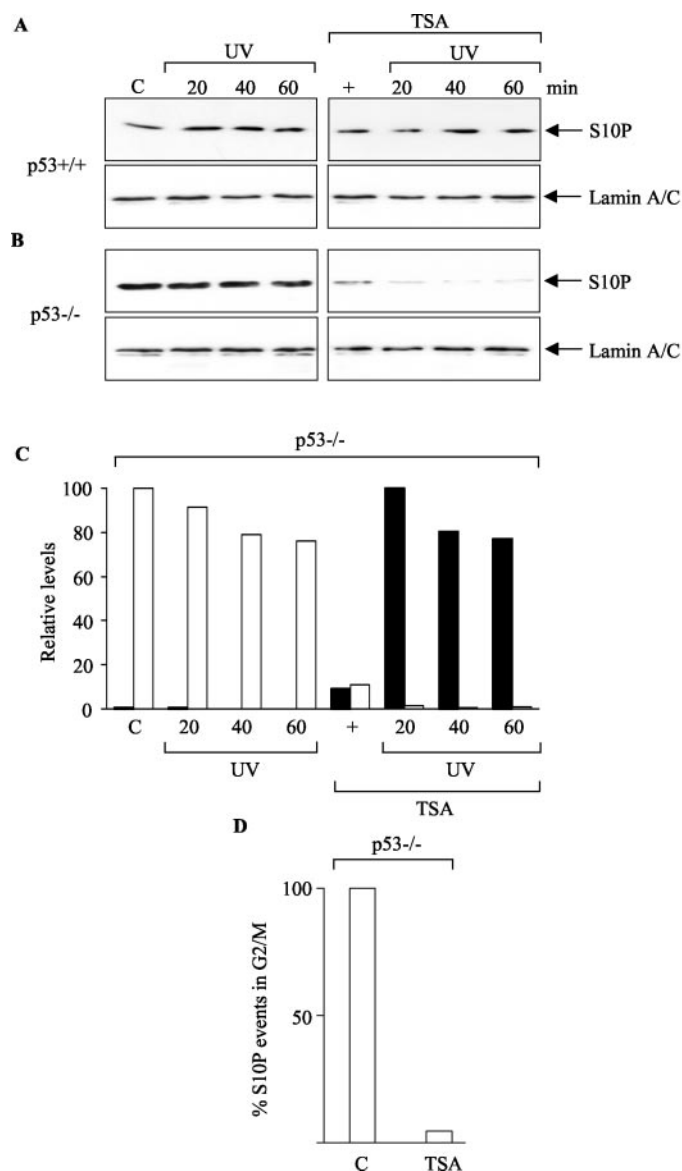 A
TSA
UV
UV
C 20 40 60 + 20 40 60 min
S10P
p53+/+
Lamin A/C
B
S10P
p53-/-
Lamin A/C
C
p53-/-
100
80
60
40
20
0
Relative levels
C 20 40 60 + 20 40 60
UV
UV
TSA
D
p53-/-
100
50
% S10P events in G2/M
C TSA